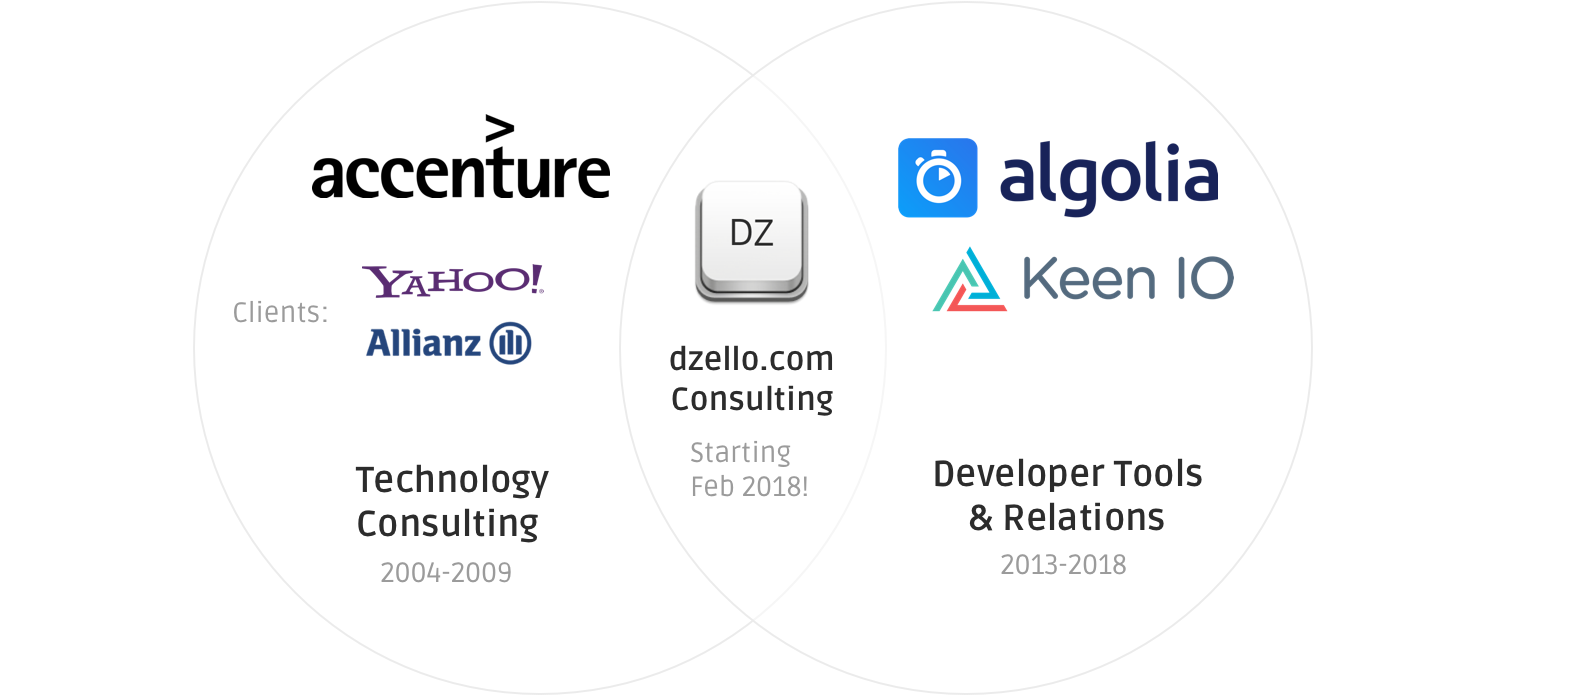 >
accenture
Clients:
YAHOO!
Allianz
Technology
Consulting
2004-2009
DZ
dzello.com
Consulting
Starting
Feb 2018!
algolia
Keen IO
Developer Tools
& Relations
2013-2018